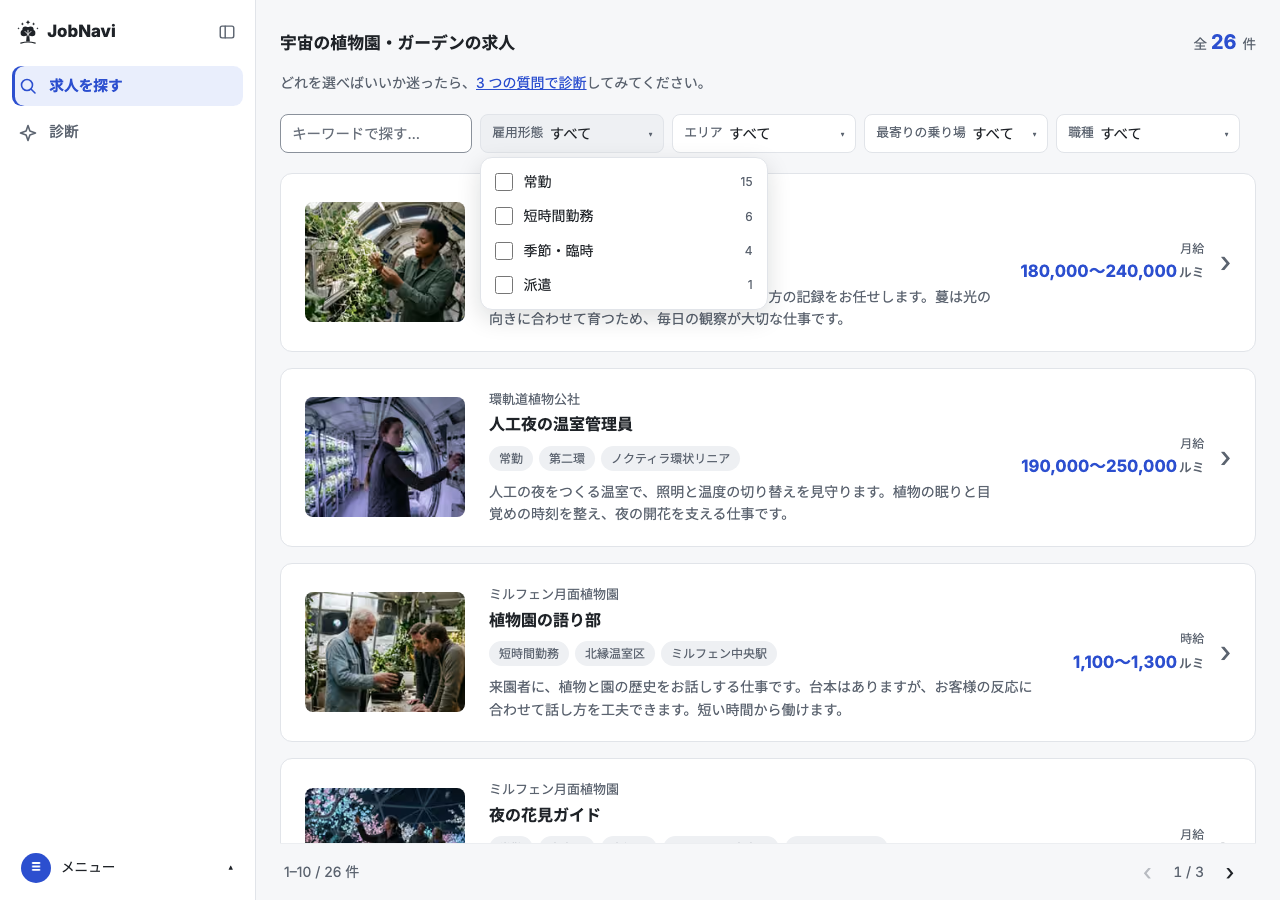 JobNavi
求人を探す
診断
メニュー
宇宙の植物園・ガーデンの求人
全 26 件
どれを選べばいいか迷ったら、3 つの質問で診断してみてください。
キーワードで探す...
雇用形態 すべて
エリア すべて
最寄りの乗り場 すべて
職種 すべて
常勤 15
短時間勤務 6
季節・臨時 4
派遣 1
月給
180,000〜240,000 ルミ
方の記録をお任せします。蔓は光の
向きに合わせて育つため、毎日の観察が大切な仕事です。
環軌道植物公社
人工夜の温室管理員
常勤 第二環 ノクティラ環状リニア
人工の夜をつくる温室で、照明と温度の切り替えを見守ります。植物の眠りと目
覚めの時刻を整え、夜の開花を支える仕事です。
月給
190,000〜250,000 ルミ
ミルフェン月面植物園
植物園の語り部
短時間勤務 北縁温室区 ミルフェン中央駅
来園者に、植物と園の歴史をお話しする仕事です。台本はありますが、お客様の反応に
合わせて話し方を工夫できます。短い時間から働けます。
時給
1,100〜1,300 ルミ
ミルフェン月面植物園
夜の花見ガイド
月給
1–10 / 26 件
1 / 3